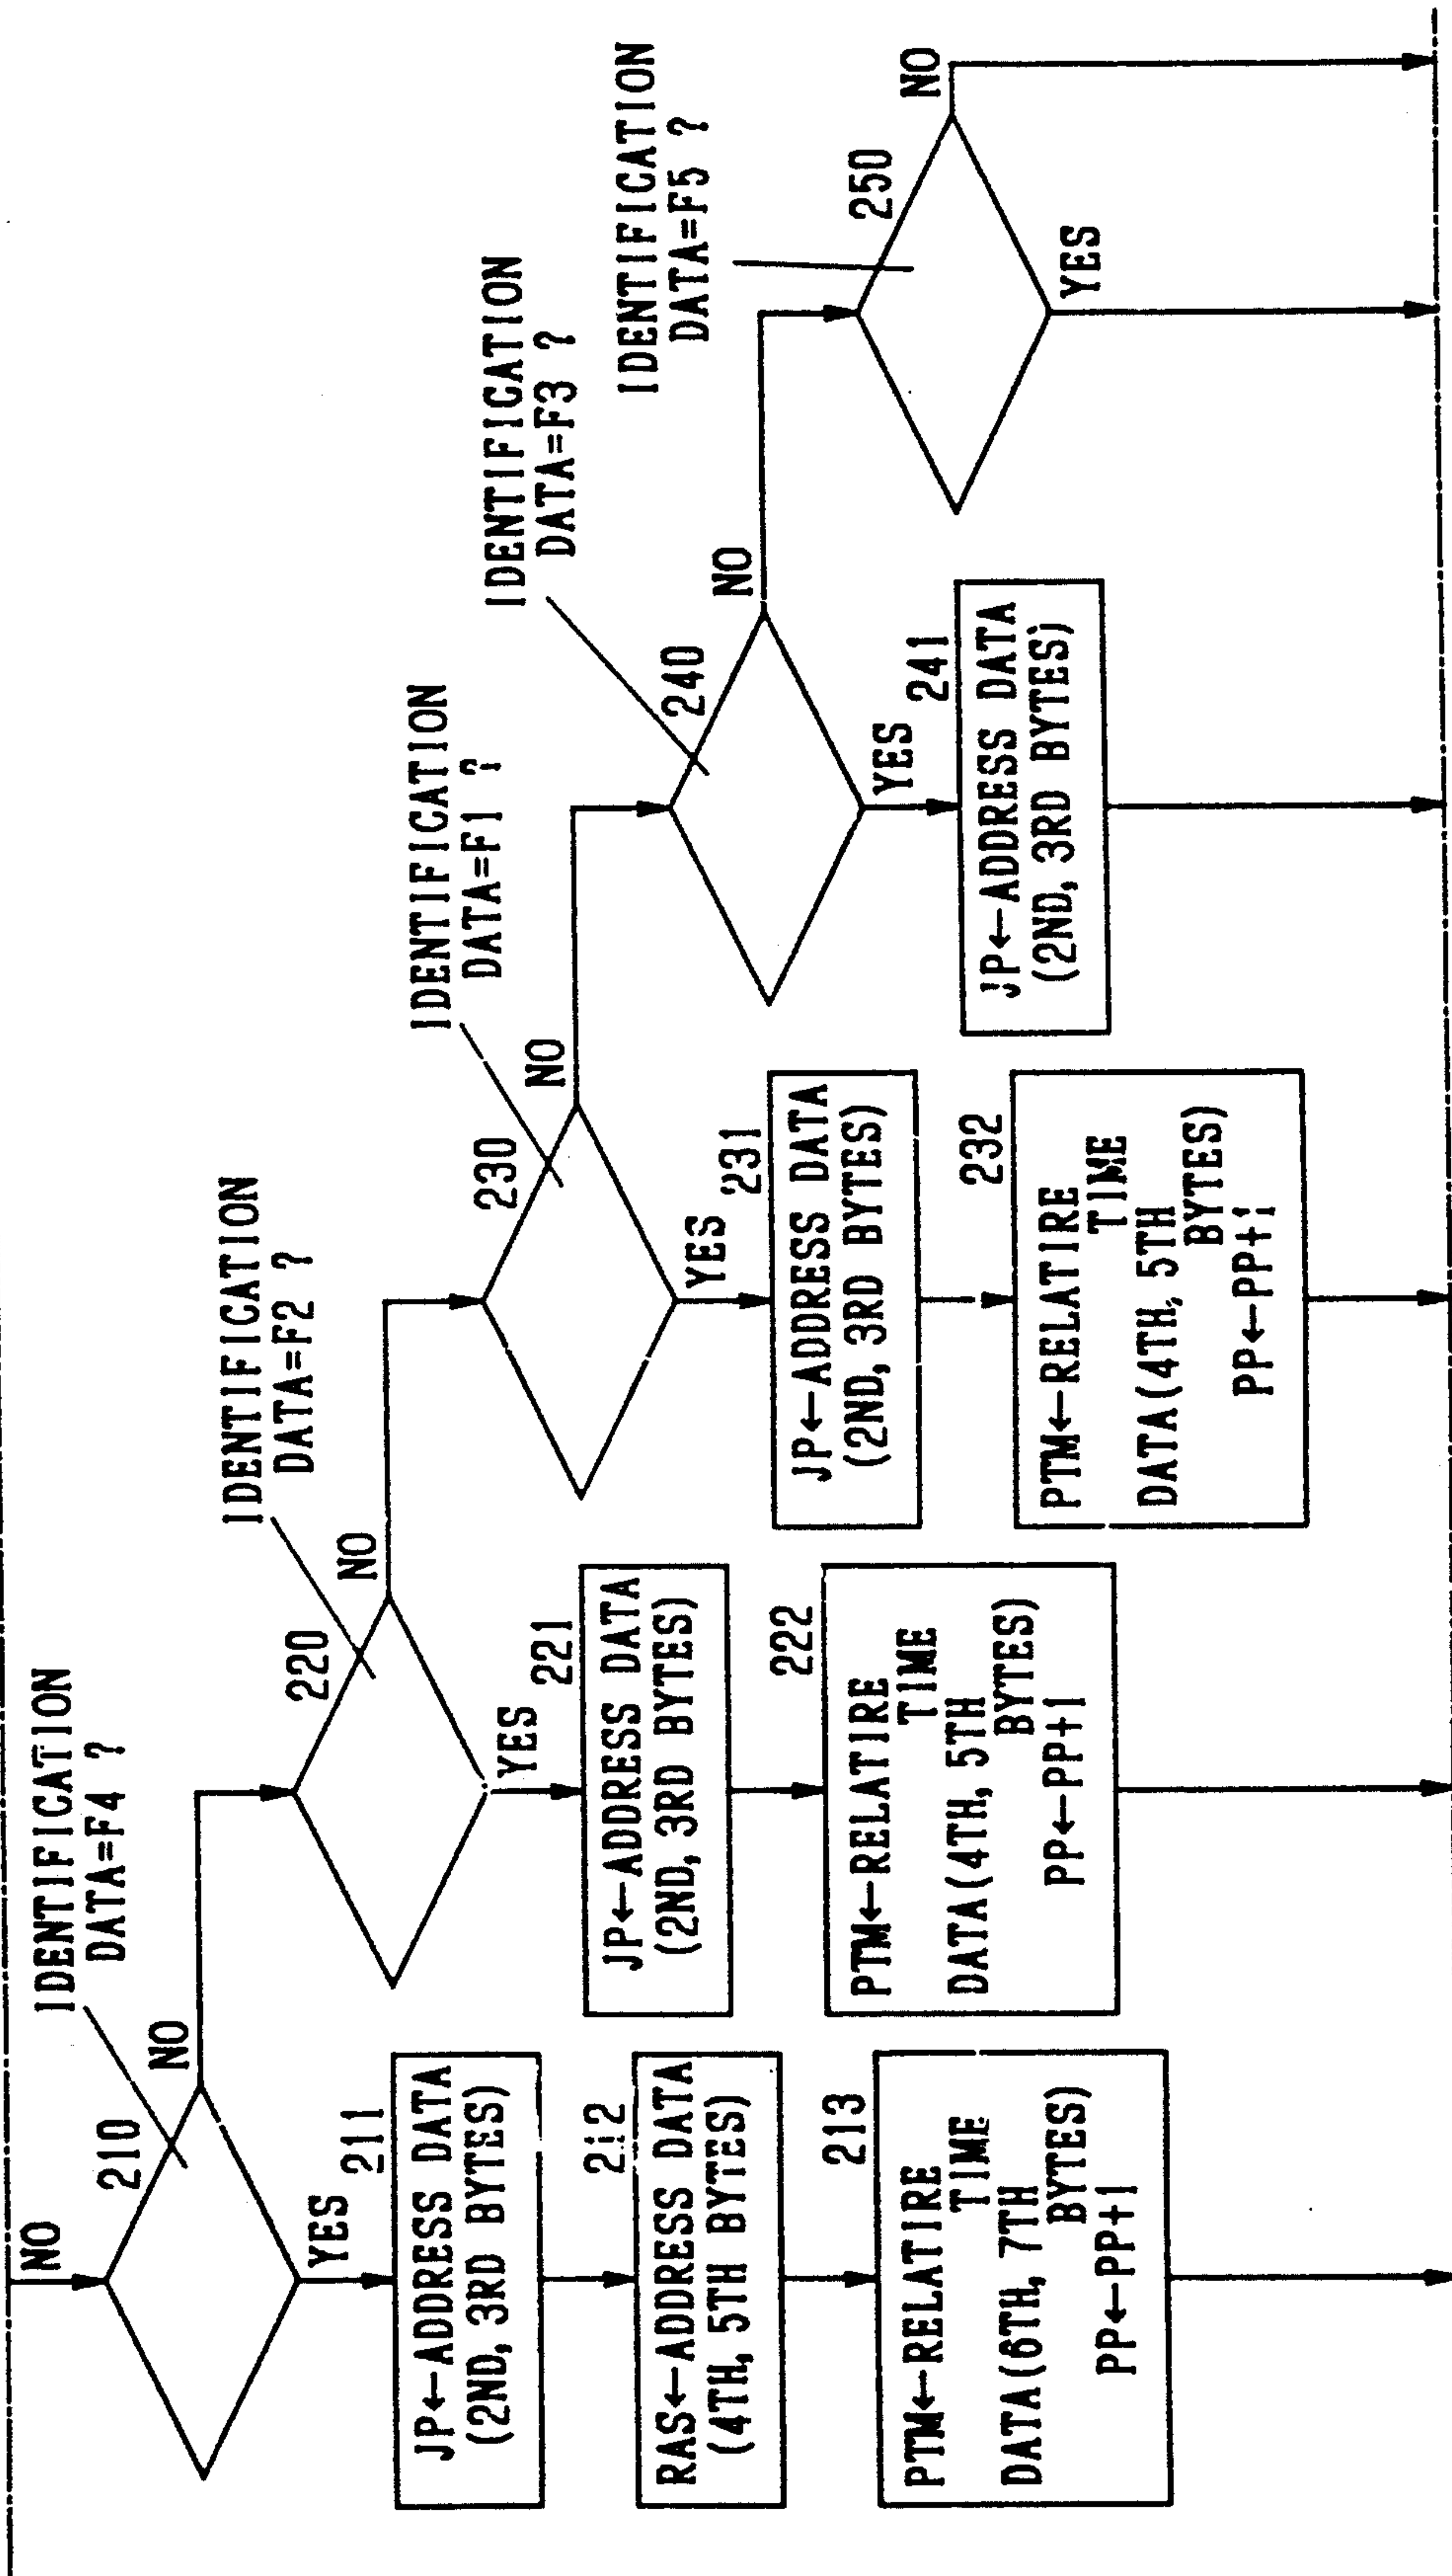 NO
210
IDENTIFICATION
DATA=F4 ?
NO
YES
211
JP←ADDRESS DATA
(2ND, 3RD BYTES)
212
RAS←ADDRESS DATA
(4TH, 5TH BYTES)
213
PTM←RELATIRE
TIME
DATA(6TH, 7TH
BYTES)
PP←PP+1
220
IDENTIFICATION
DATA=F2 ?
NO
YES
221
JP←ADDRESS DATA
(2ND, 3RD BYTES)
222
PTM←RELATIRE
TIME
DATA(4TH, 5TH
BYTES)
PP←PP+1
230
IDENTIFICATION
DATA=F1 ?
NO
YES
231
JP←ADDRESS DATA
(2ND, 3RD BYTES)
232
PTM←RELATIRE
TIME
DATA(4TH, 5TH
BYTES)
PP←PP+1
240
IDENTIFICATION
DATA=F3 ?
NO
YES
241
JP←ADDRESS DATA
(2ND, 3RD BYTES)
250
IDENTIFICATION
DATA=F5 ?
NO
YES